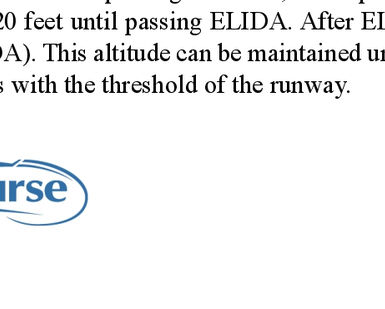 20 feet until passing ELIDA. After EL
DA). This altitude can be maintained un
s with the threshold of the runway.
urse